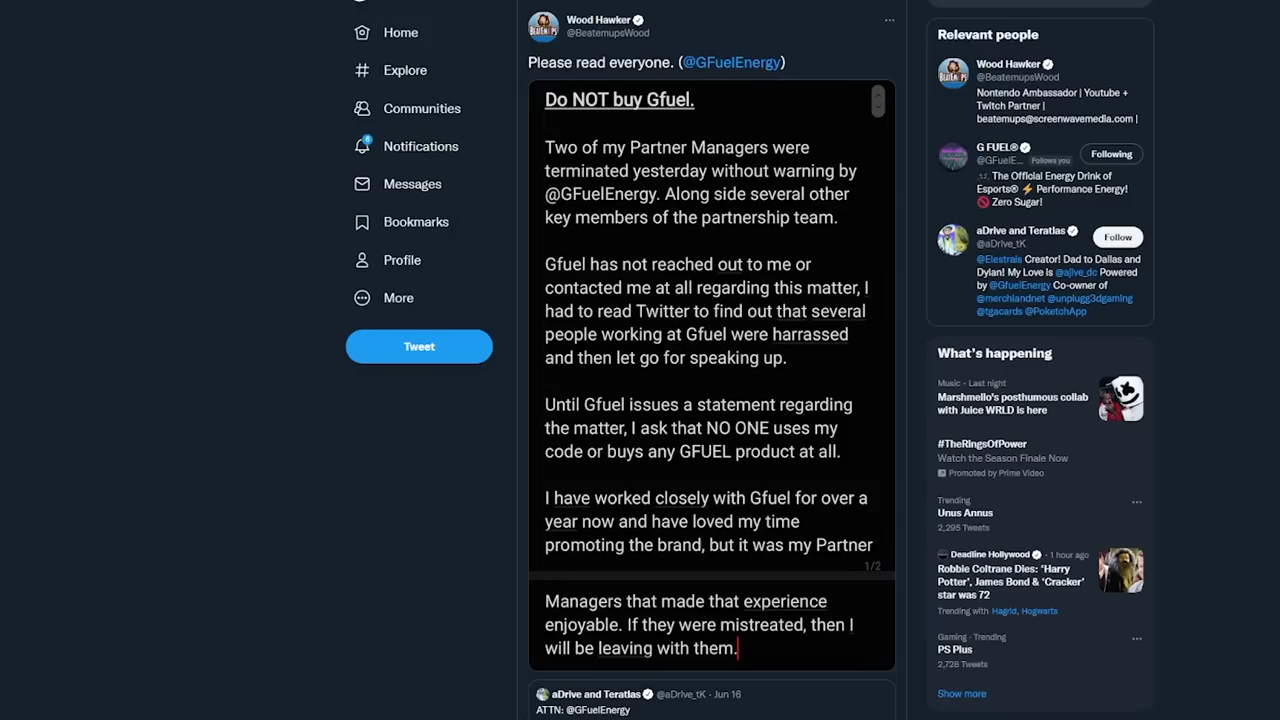 Home
Explore
Communities
6
Notifications
Messages
Bookmarks
Profile
More
Tweet
Wood Hawker
@BeatemupsWood
Please read everyone. (@GFuelEnergy)
Do NOT buy Gfuel.
Two of my Partner Managers were
terminated yesterday without warning by
@GFuelEnergy. Along side several other
key members of the partnership team.
Gfuel has not reached out to me or
contacted me at all regarding this matter, I
had to read Twitter to find out that several
people working at Gfuel were harrassed
and then let go for speaking up.
Until Gfuel issues a statement regarding
the matter, I ask that NO ONE uses my
code or buys any GFUEL product at all.
I have worked closely with Gfuel for over a
year now and have loved my time
promoting the brand, but it was my Partner
1/2
Managers that made that experience
enjoyable. If they were mistreated, then I
will be leaving with them.
aDrive and Teratlas @aDrive_tK · Jun 16
ATTN: @GFuelEnergy
Relevant people
Wood Hawker
@BeatemupsWood
Nontendo Ambassador | Youtube +
Twitch Partner |
beatemups@screenwavemedia.com |
G FUEL®
@GFuelE... Follows you
Following
The Official Energy Drink of
Esports® ⚡ Performance Energy!
🚫 Zero Sugar!
aDrive and Teratlas
@aDrive_tK
Follow
@Elestrals Creator! Dad to Dallas and
Dylan! My Love is @ajive_dc Powered
by @GfuelEnergy Co-owner of
@merchlandnet @unplugg3dgaming
@tgacards @PoketchApp
What's happening
Music · Last night
Marshmello's posthumous collab
with Juice WRLD is here
#TheRingsOfPower
Watch the Season Finale Now
Promoted by Prime Video
Trending
Unus Annus
2,295 Tweets
Deadline Hollywood · 1 hour ago
Robbie Coltrane Dies: 'Harry
Potter', James Bond & 'Cracker'
star was 72
Trending with Hagrid, Hogwarts
Gaming · Trending
PS Plus
2,728 Tweets
Show more